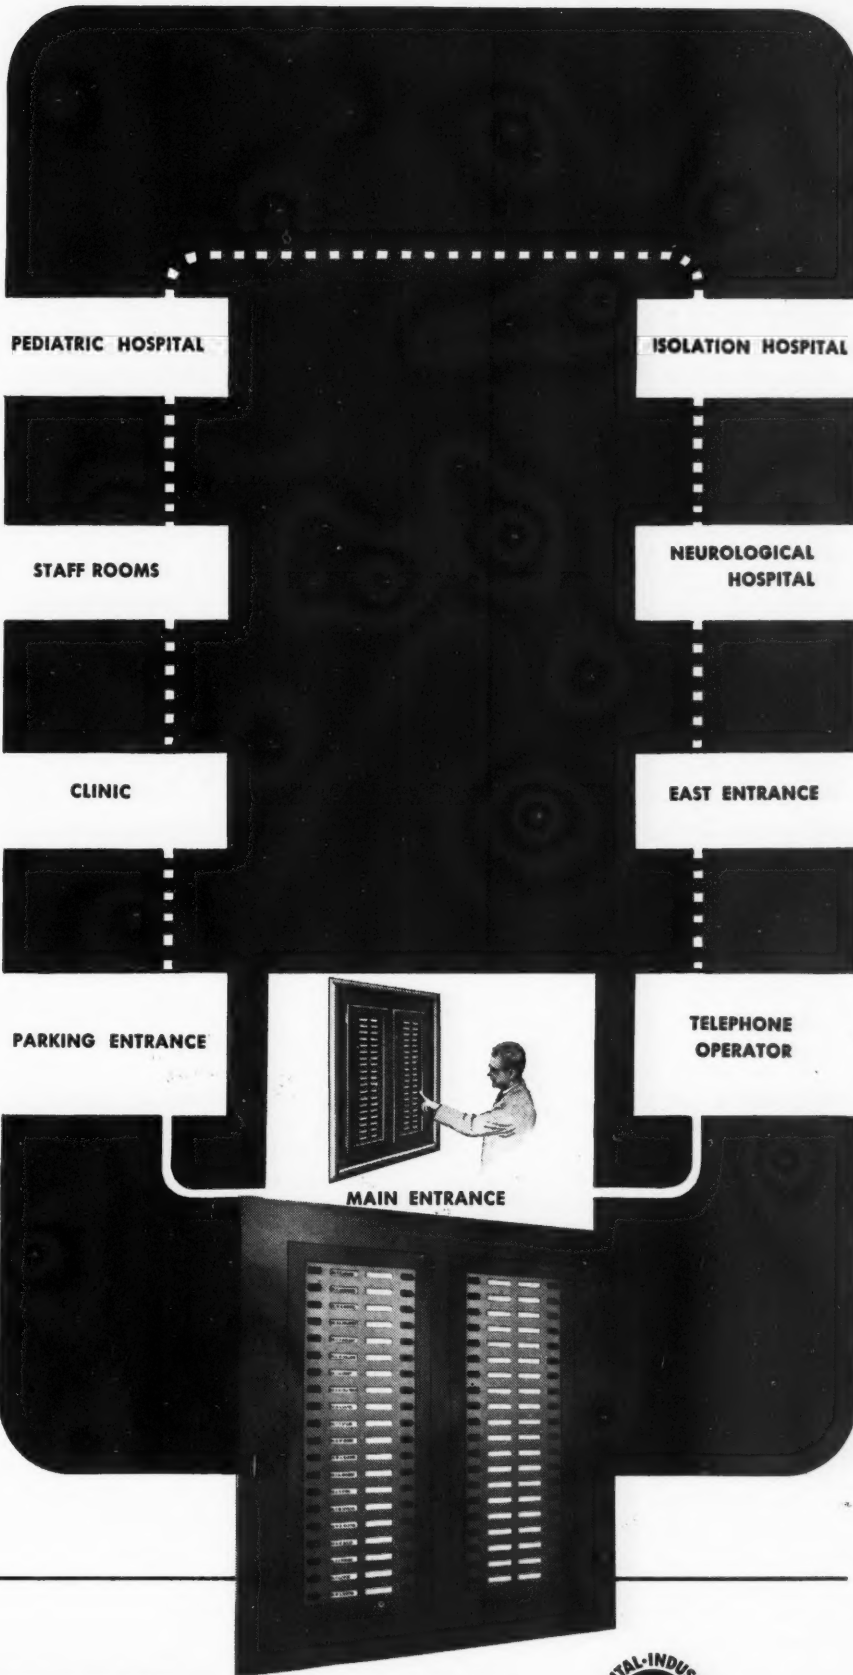 PEDIATRIC HOSPITAL
ISOLATION HOSPITAL
STAFF ROOMS
NEUROLOGICAL
HOSPITAL
CLINIC
EAST ENTRANCE
PARKING ENTRANCE
TELEPHONE
OPERATOR
MAIN ENTRANCE